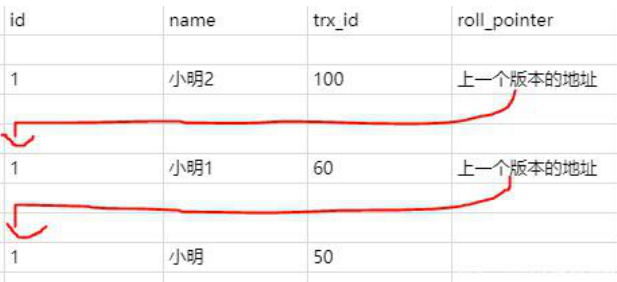 id name trx_id roll_pointer
1 小明2 100 上一个版本的地址
1 小明1 60 上一个版本的地址
1 小明 50